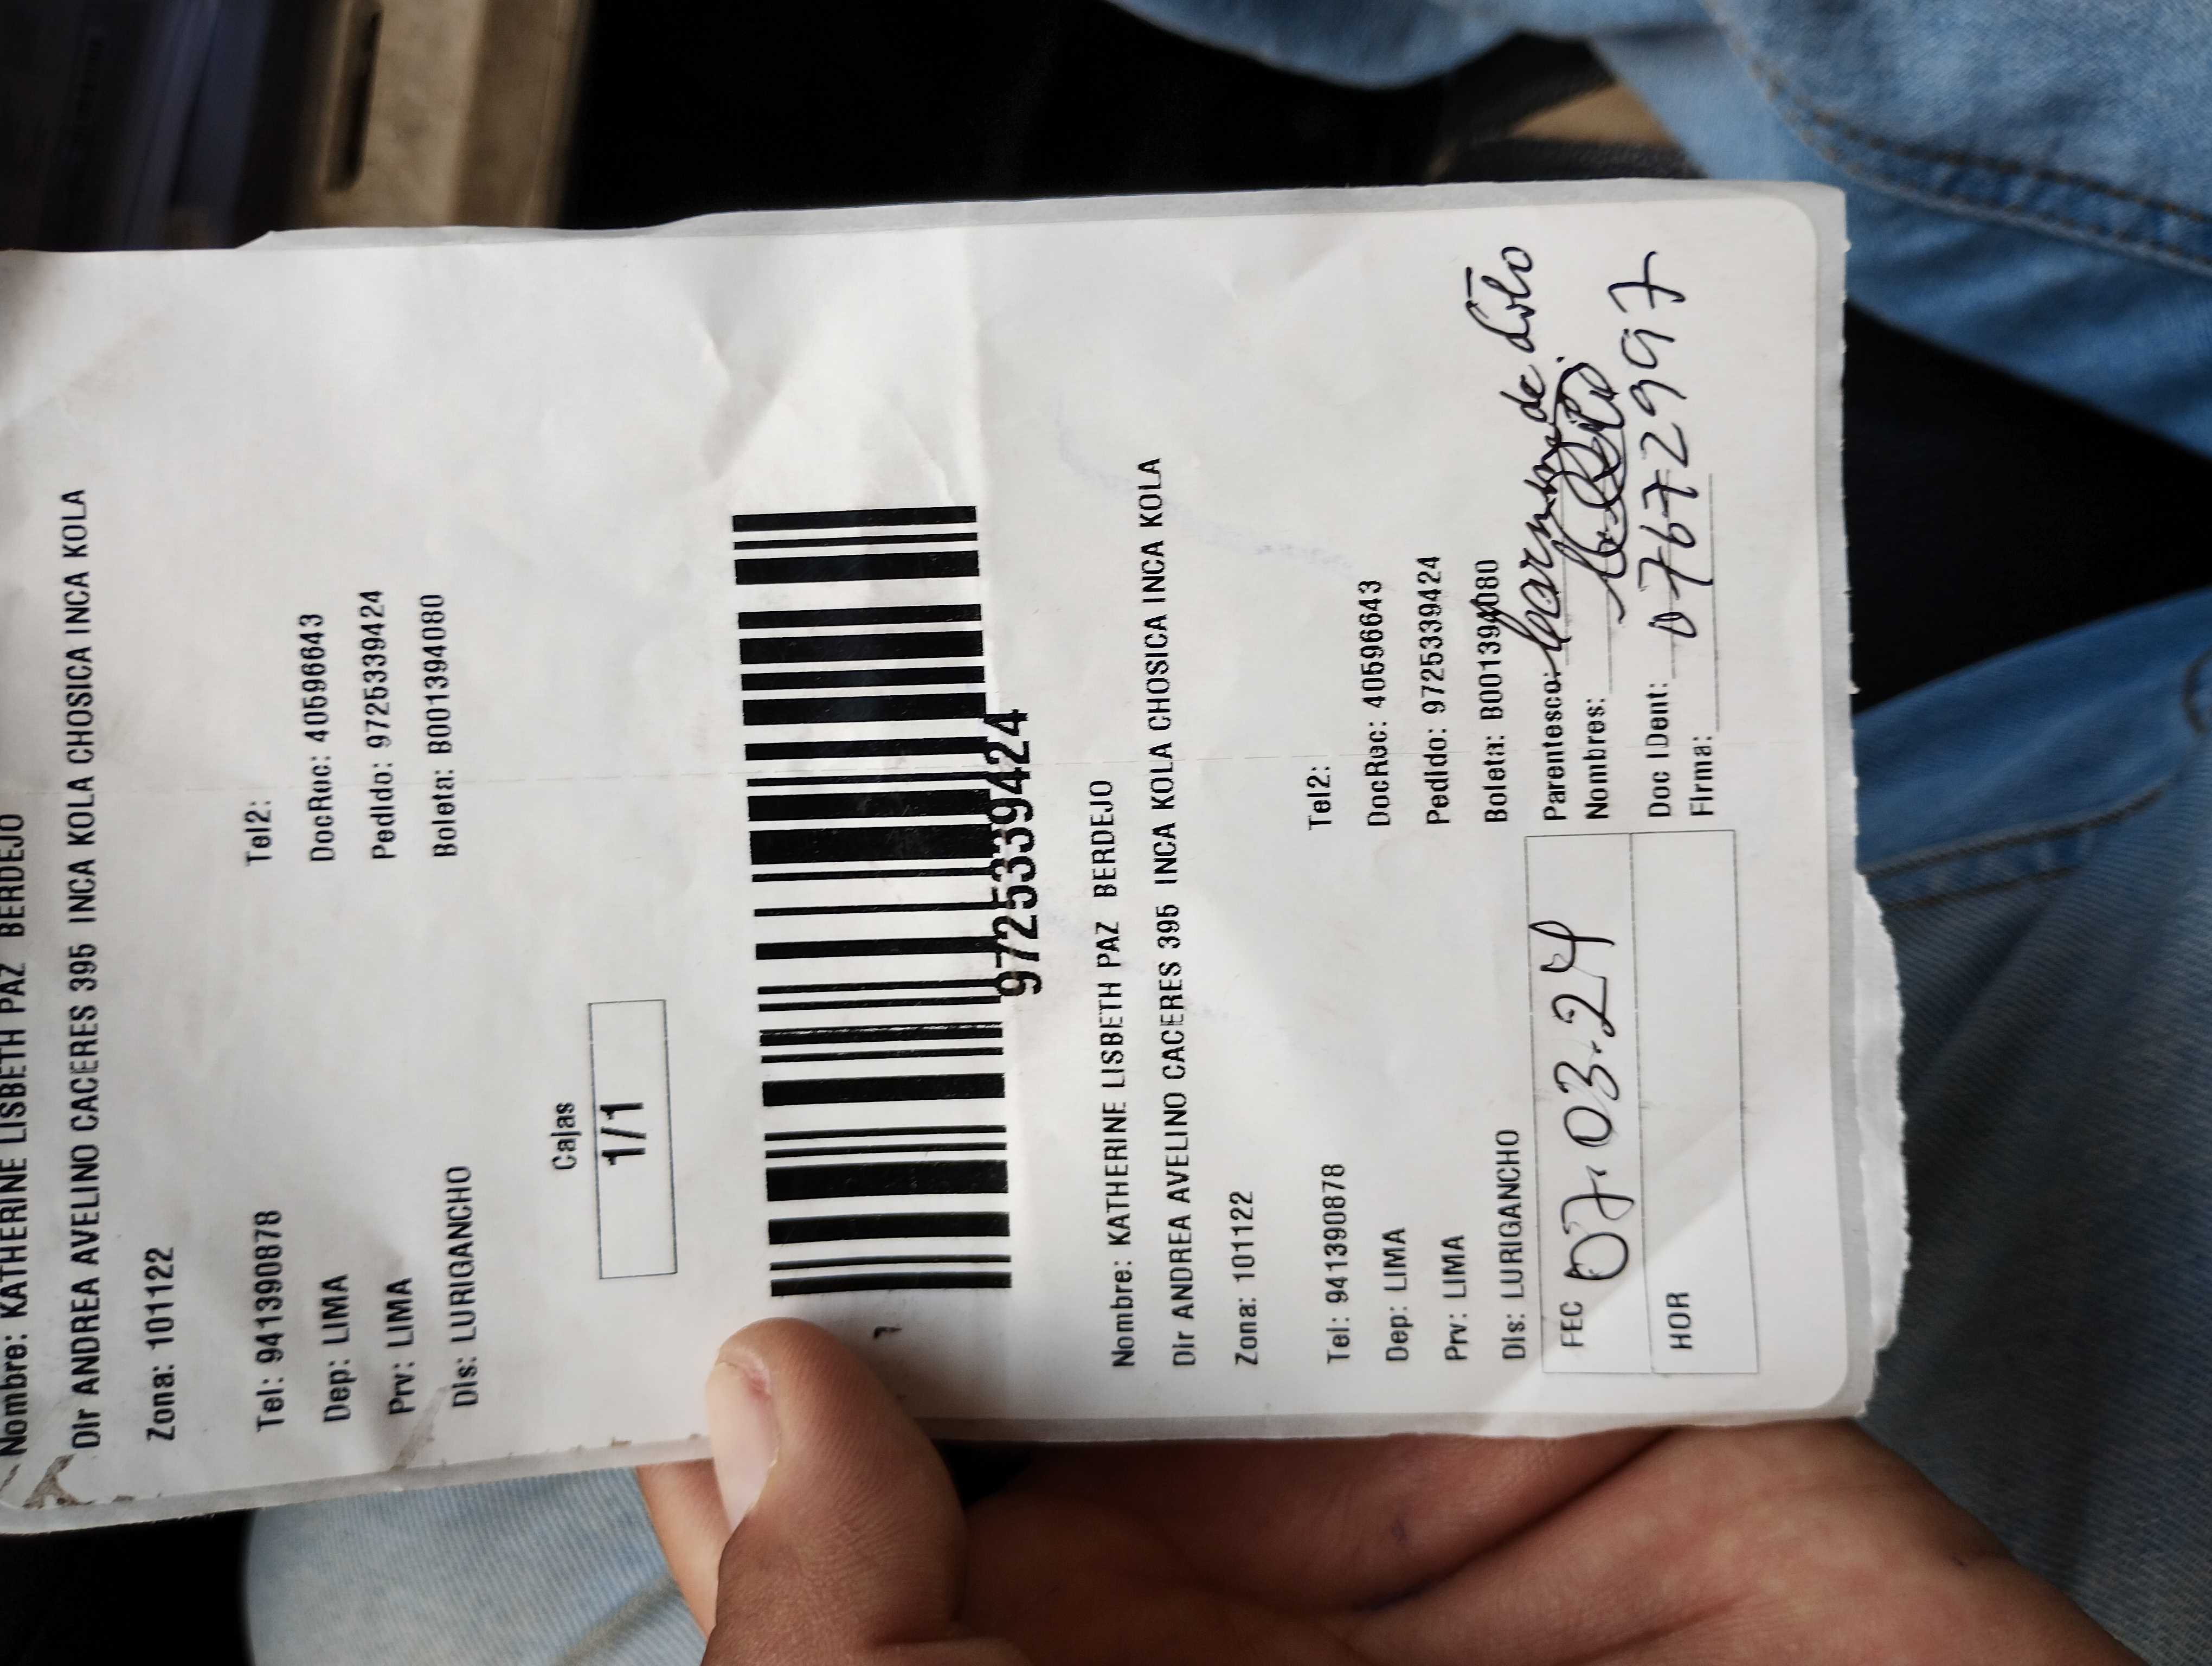 Nombre: KATHERINE LISBETH PAZ BERDEJO
Dir ANDREA AVELINO CACERES 395 INCA KOLA CHOSICA INCA KOLA
Zona: 101122
Tel: 941390878 Tel2:
Dep: LIMA DocRec: 40596643
Prv: LIMA Pedido: 9725339424
Dis: LURIGANCHO Boleta: B001394080
Cajas
1/1
9725339424
Nombre: KATHERINE LISBETH PAZ BERDEJO
Dir ANDREA AVELINO CACERES 395 INCA KOLA CHOSICA INCA KOLA
Zona: 101122
Tel: 941390878 Tel2:
Dep: LIMA DocRec: 40596643
Prv: LIMA Pedido: 9725339424
Dis: LURIGANCHO Boleta: B001394080
FEC 07.03.24 Parentesco: de
Nombres:
HOR Doc IDent: 07672997
Firma: